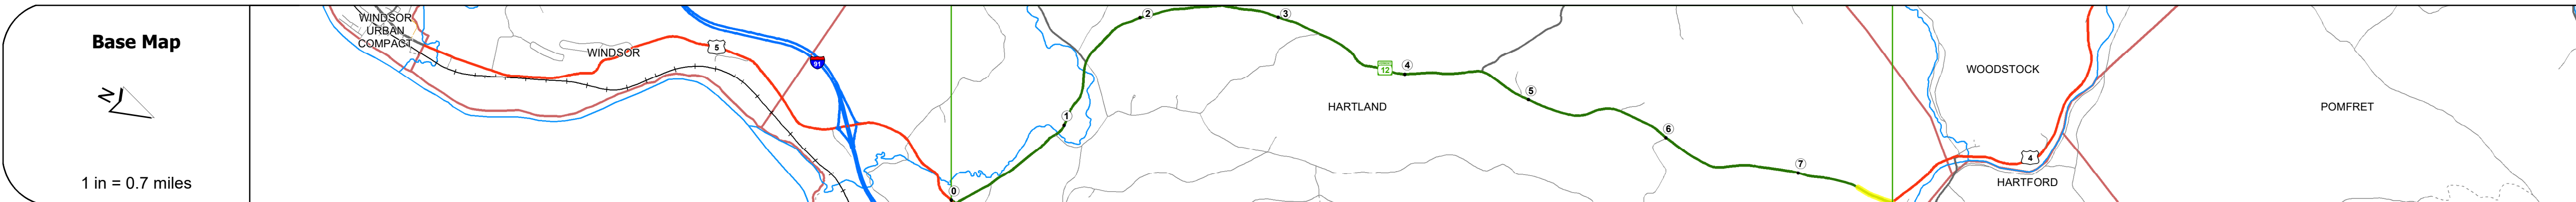 Base Map
N
1 in = 0.7 miles
WINDSOR
URBAN
COMPACT
WINDSOR
5
91
0
1
2
3
12
4
HARTLAND
5
6
7
WOODSTOCK
4
HARTFORD
POMFRET